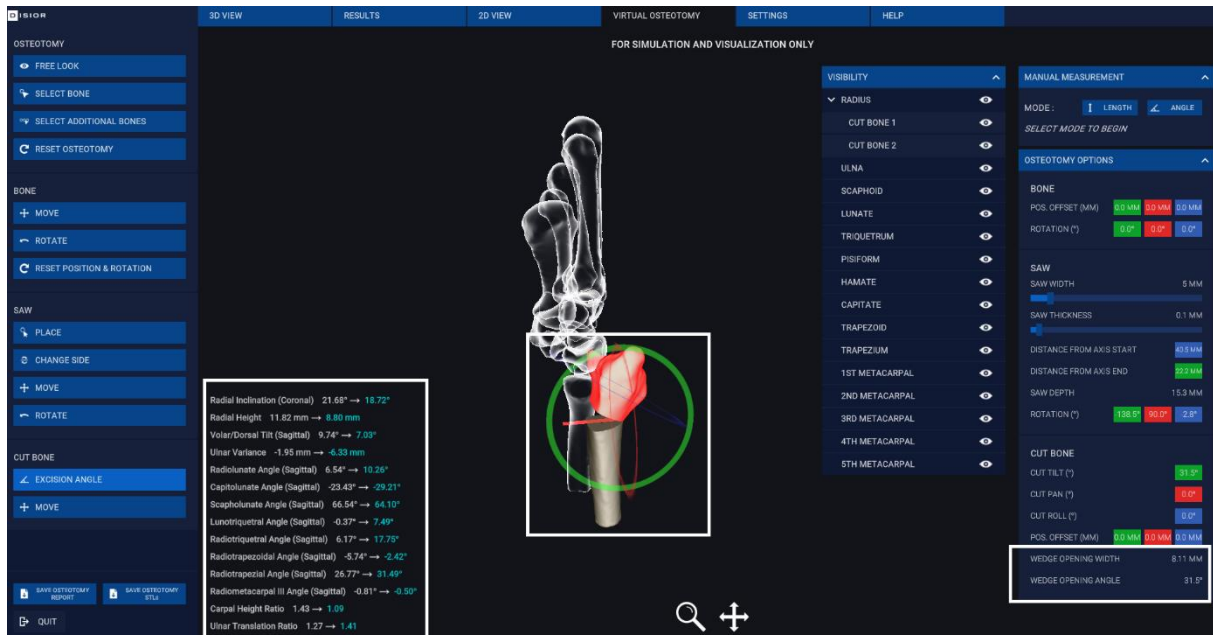 DISIOR
3D VIEW
RESULTS
2D VIEW
VIRTUAL OSTEOTOMY
SETTINGS
HELP
FOR SIMULATION AND VISUALIZATION ONLY
OSTEOTOMY
FREE LOOK
SELECT BONE
SELECT ADDITIONAL BONES
RESET OSTEOTOMY
BONE
MOVE
ROTATE
RESET POSITION & ROTATION
SAW
PLACE
CHANGE SIDE
MOVE
ROTATE
CUT BONE
EXCISION ANGLE
MOVE
SAVE OSTEOTOMY
REPORT
SAVE OSTEOTOMY
STLs
QUIT
Radial Inclination (Coronal) 21.68° → 18.72°
Radial Height 11.82 mm → 8.80 mm
Volar/Dorsal Tilt (Sagittal) 9.74° → 7.03°
Ulnar Variance -1.95 mm → -6.33 mm
Radiolunate Angle (Sagittal) 6.54° → 10.26°
Capitolunate Angle (Sagittal) -23.43° → -29.21°
Scapholunate Angle (Sagittal) 66.54° → 64.10°
Lunotriquetral Angle (Sagittal) -0.37° → 7.49°
Radiotriquetral Angle (Sagittal) 6.17° → 17.75°
Radiotrapezoidal Angle (Sagittal) -5.74° → -2.42°
Radiotrapezial Angle (Sagittal) 26.77° → 31.49°
Radiometacarpal III Angle (Sagittal) -0.81° → -0.50°
Carpal Height Ratio 1.43 → 1.09
Ulnar Translation Ratio 1.27 → 1.41
VISIBILITY
RADIUS
CUT BONE 1
CUT BONE 2
ULNA
SCAPHOID
LUNATE
TRIQUETRUM
PISIFORM
HAMATE
CAPITATE
TRAPEZOID
TRAPEZIUM
1ST METACARPAL
2ND METACARPAL
3RD METACARPAL
4TH METACARPAL
5TH METACARPAL
MANUAL MEASUREMENT
MODE : LENGTH ANGLE
SELECT MODE TO BEGIN
OSTEOTOMY OPTIONS
BONE
POS. OFFSET (MM) 0.0 MM 0.0 MM 0.0 MM
ROTATION (°) 0.0° 0.0° 0.0°
SAW
SAW WIDTH 5 MM
SAW THICKNESS 0.1 MM
DISTANCE FROM AXIS START 40.5 MM
DISTANCE FROM AXIS END 22.2 MM
SAW DEPTH 15.3 MM
ROTATION (°) 138.5° 90.0° -2.8°
CUT BONE
CUT TILT (°) 31.5°
CUT PAN (°) 0.0°
CUT ROLL (°) 0.0°
POS. OFFSET (MM) 0.0 MM 0.0 MM 0.0 MM
WEDGE OPENING WIDTH 8.11 MM
WEDGE OPENING ANGLE 31.5°